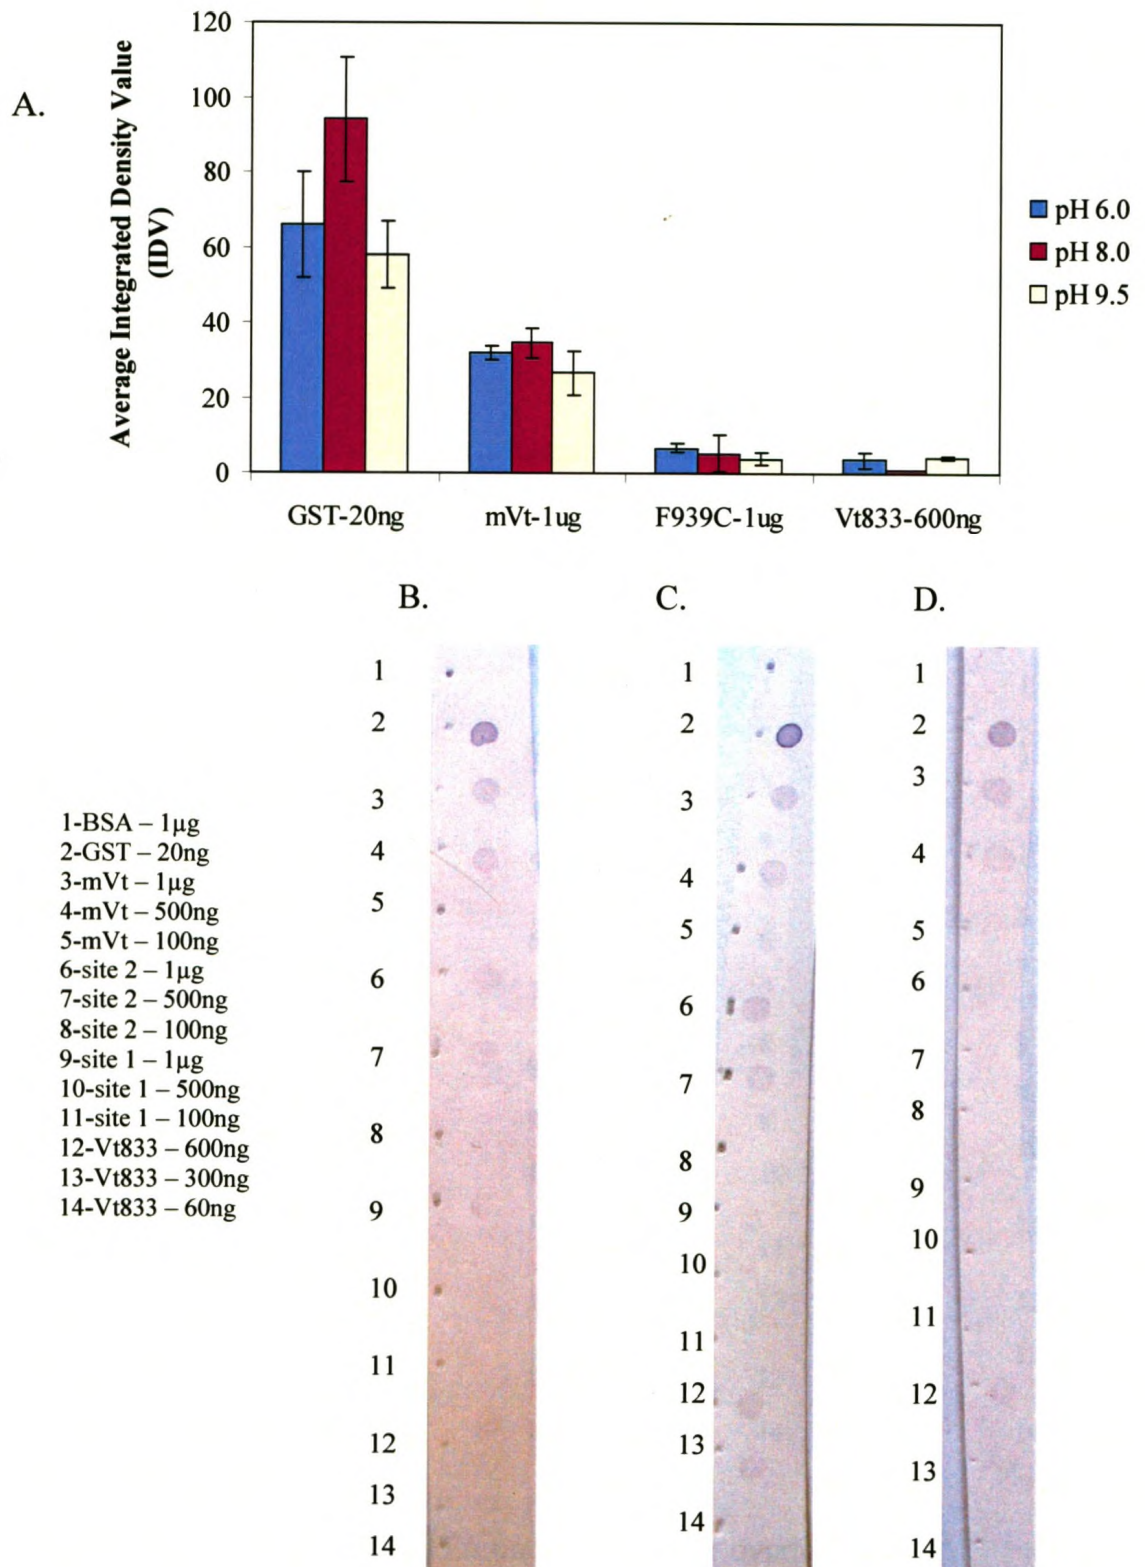 A.
Average Integrated Density Value
(IDV)
120
100
80
60
40
20
0
pH 6.0
pH 8.0
pH 9.5
GST-20ng
mVt-1ug
F939C-1ug
Vt833-600ng
B.
C.
D.
1-BSA – 1µg
2-GST – 20ng
3-mVt – 1µg
4-mVt – 500ng
5-mVt – 100ng
6-site 2 – 1µg
7-site 2 – 500ng
8-site 2 – 100ng
9-site 1 – 1µg
10-site 1 – 500ng
11-site 1 – 100ng
12-Vt833 – 600ng
13-Vt833 – 300ng
14-Vt833 – 60ng
1
2
3
4
5
6
7
8
9
10
11
12
13
14
1
2
3
4
5
6
7
8
9
10
11
12
13
14
1
2
3
4
5
6
7
8
9
10
11
12
13
14